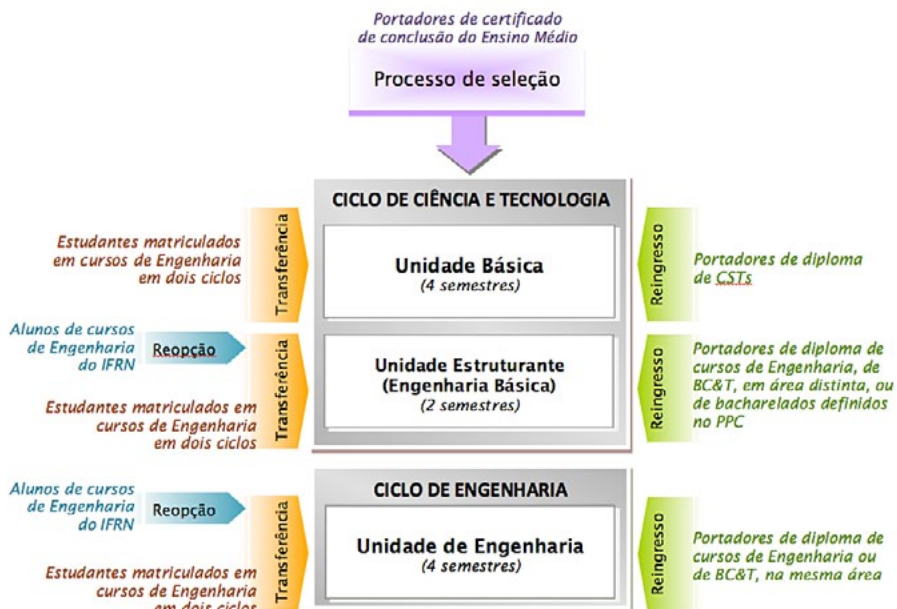 Portadores de certificado
de conclusão do Ensino Médio
Processo de seleção
CICLO DE CIÊNCIA E TECNOLOGIA
Estudantes matriculados
em cursos de Engenharia
em dois ciclos
Transferência
Unidade Básica
(4 semestres)
Reingresso
Portadores de diploma
de CSTs
Alunos de cursos
de Engenharia
do IFRN
Reopção
Estudantes matriculados em
cursos de Engenharia
em dois ciclos
Transferência
Unidade Estruturante
(Engenharia Básica)
(2 semestres)
Reingresso
Portadores de diploma de
cursos de Engenharia, de
BC&T, em área distinta, ou
de bacharelados definidos
no PPC
CICLO DE ENGENHARIA
Alunos de cursos
de Engenharia
do IFRN
Reopção
Estudantes matriculados em
cursos de Engenharia
em dois ciclos
Transferência
Unidade de Engenharia
(4 semestres)
Reingresso
Portadores de diploma de
cursos de Engenharia ou
de BC&T, na mesma área